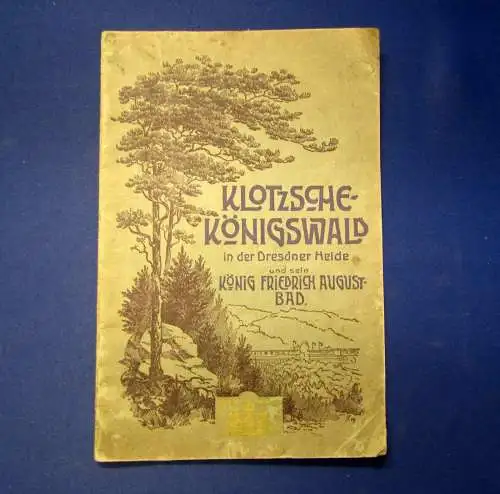 KLOTZSCHE-
KÖNIGSWALD
in der Dresdner Heide
und sein
KÖNIG FRIEDRICH AUGUST-
BAD.